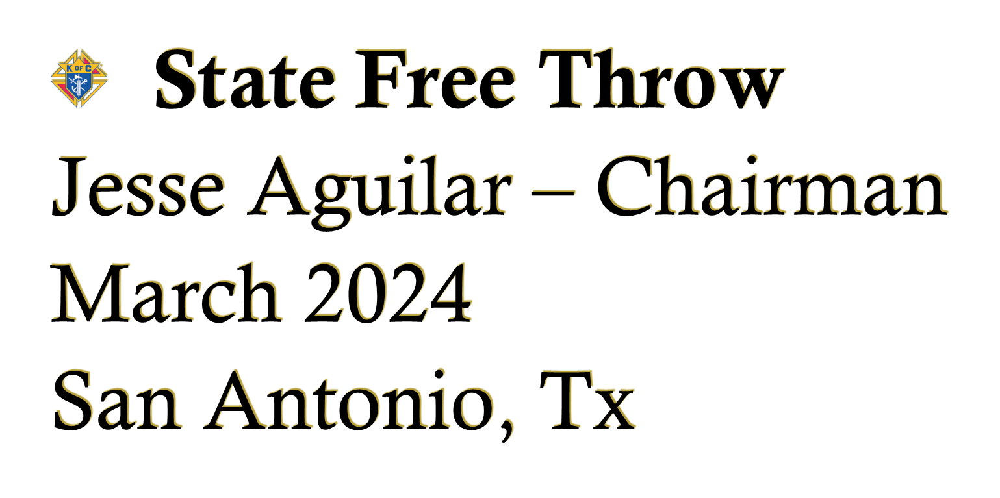 K OF C State Free Throw
Jesse Aguilar – Chairman
March 2024
San Antonio, Tx